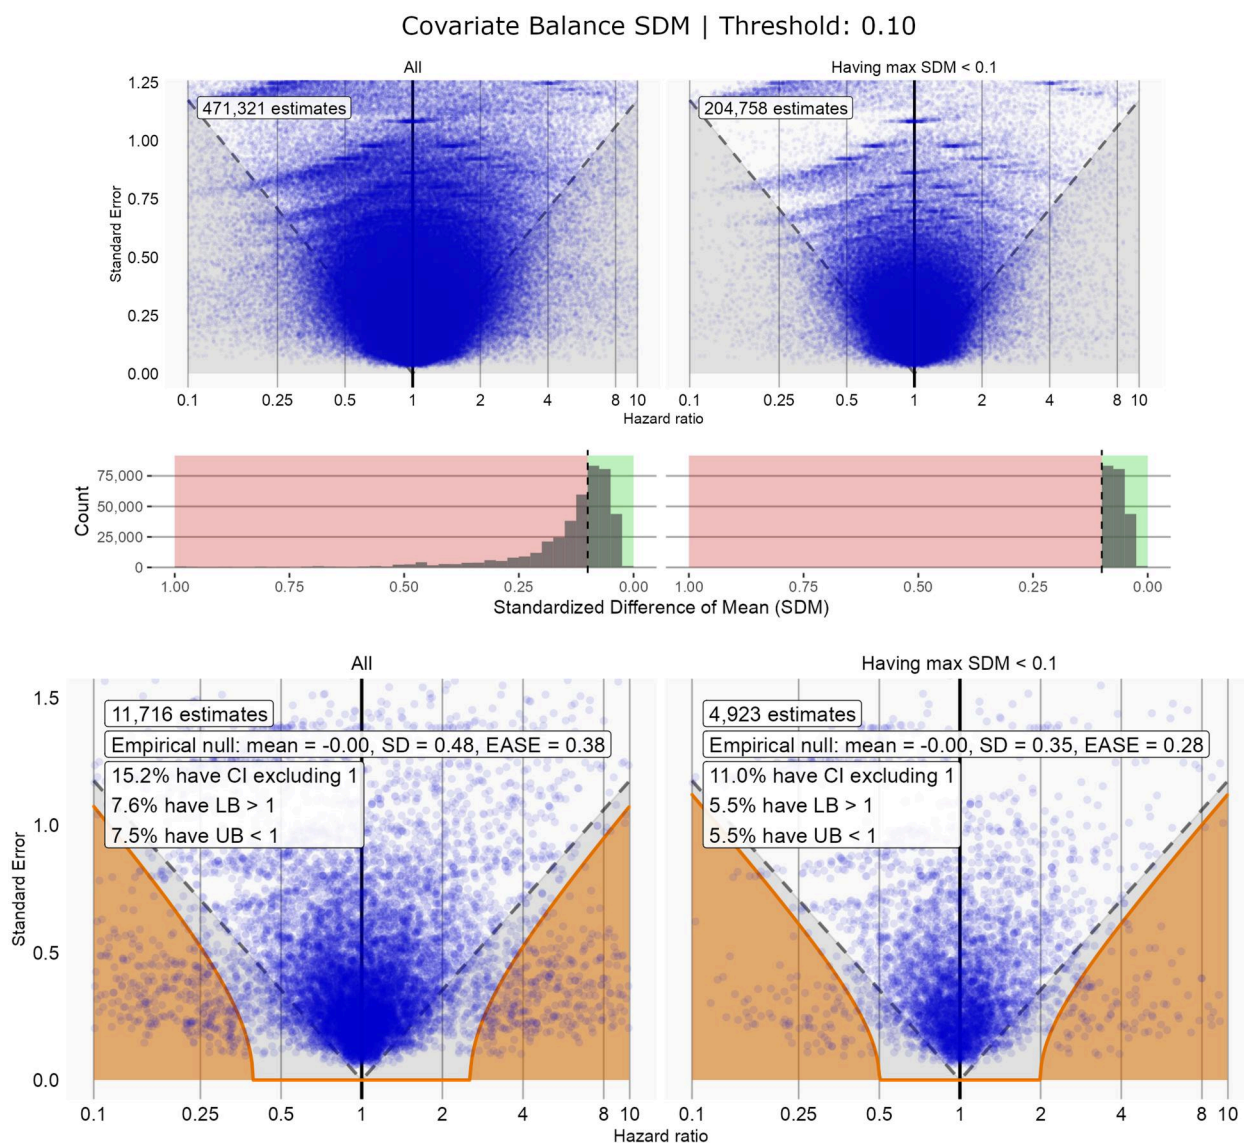 Covariate Balance SDM | Threshold: 0.10
All
Having max SDM < 0.1
471,321 estimates
204,758 estimates
Standard Error
1.25
1.00
0.75
0.50
0.25
0.00
0.1 0.25 0.5 1 2 4 8 10
0.1 0.25 0.5 1 2 4 8 10
Hazard ratio
Count
75,000
50,000
25,000
0
1.00 0.75 0.50 0.25 0.00
1.00 0.75 0.50 0.25 0.00
Standardized Difference of Mean (SDM)
All
Having max SDM < 0.1
Standard Error
1.5
1.0
0.5
0.0
11,716 estimates
Empirical null: mean = -0.00, SD = 0.48, EASE = 0.38
15.2% have CI excluding 1
7.6% have LB > 1
7.5% have UB < 1
4,923 estimates
Empirical null: mean = -0.00, SD = 0.35, EASE = 0.28
11.0% have CI excluding 1
5.5% have LB > 1
5.5% have UB < 1
0.1 0.25 0.5 1 2 4 8 10
0.1 0.25 0.5 1 2 4 8 10
Hazard ratio